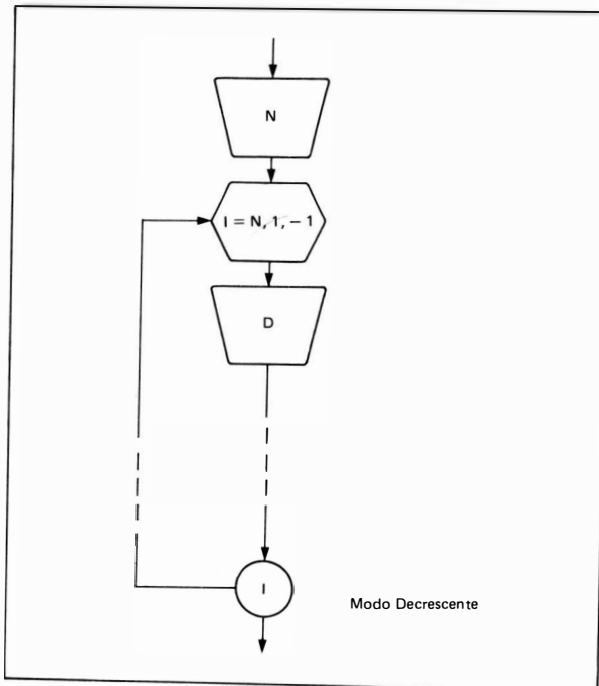 N
I = N, 1, – 1
D
I
Modo Decrescente